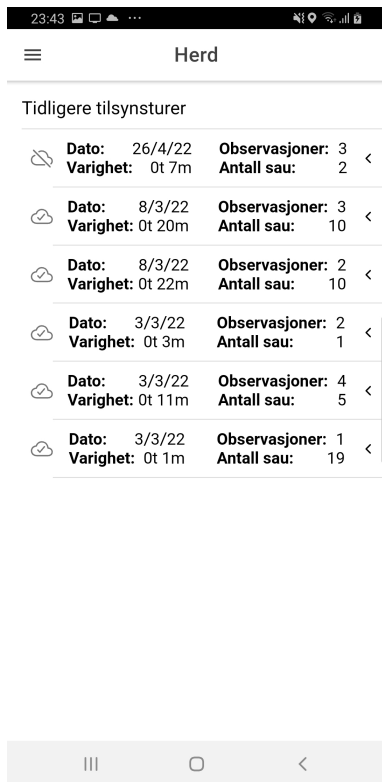 23:43
Herd
Tidligere tilsynsturer
Dato: 26/4/22 Observasjoner: 3
Varighet: 0t 7m Antall sau: 2
Dato: 8/3/22 Observasjoner: 3
Varighet: 0t 20m Antall sau: 10
Dato: 8/3/22 Observasjoner: 2
Varighet: 0t 22m Antall sau: 10
Dato: 3/3/22 Observasjoner: 2
Varighet: 0t 3m Antall sau: 1
Dato: 3/3/22 Observasjoner: 4
Varighet: 0t 11m Antall sau: 5
Dato: 3/3/22 Observasjoner: 1
Varighet: 0t 1m Antall sau: 19